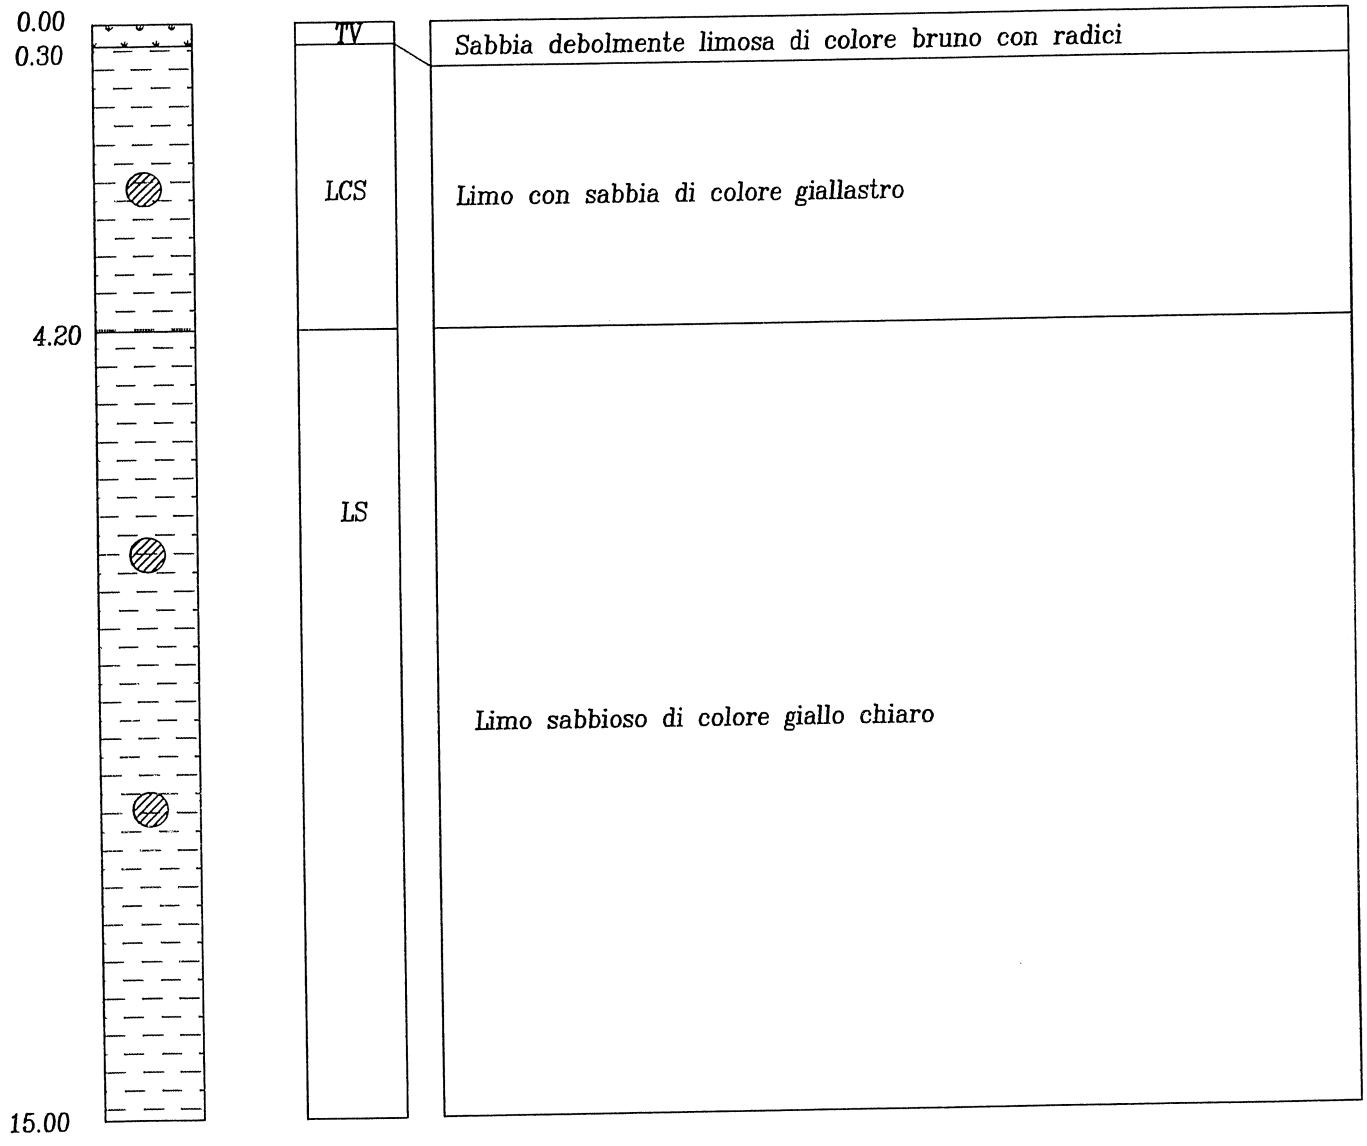 0.00
TV
Sabbia debolmente limosa di colore bruno con radici
0.30
LCS
Limo con sabbia di colore giallastro
4.20
LS
Limo sabbioso di colore giallo chiaro
15.00